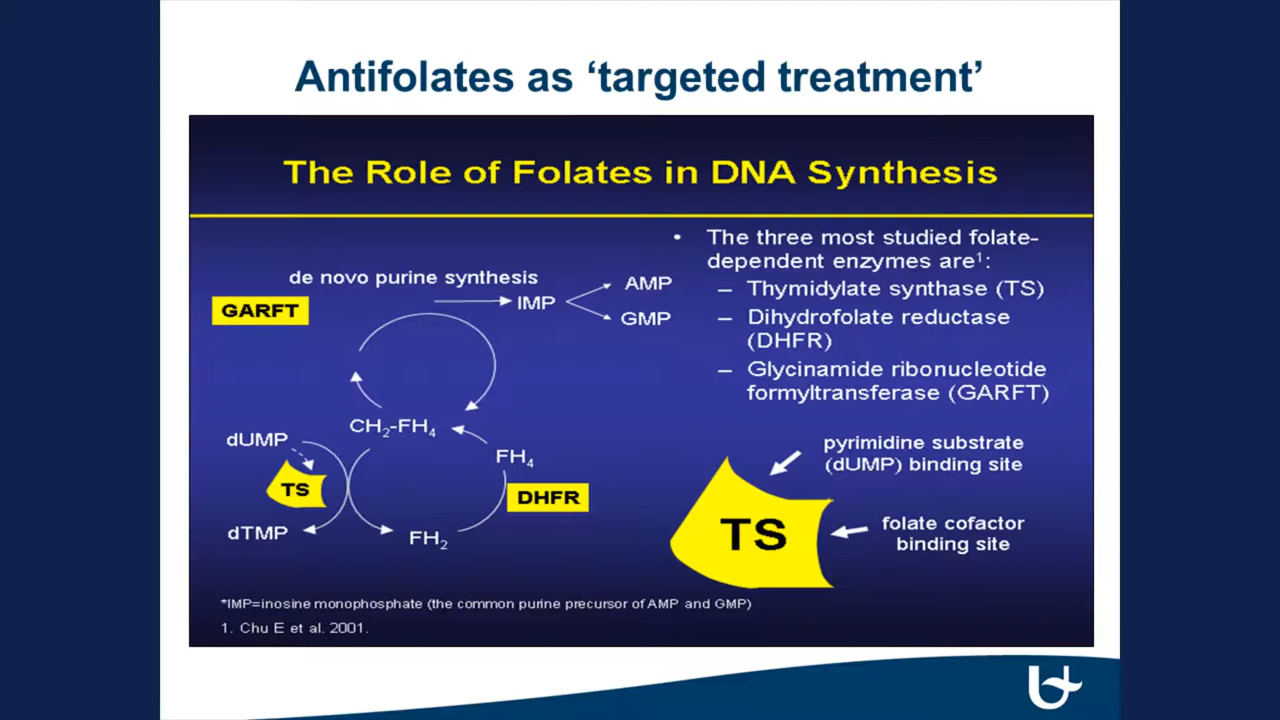 Antifolates as ‘targeted treatment’
The Role of Folates in DNA Synthesis
de novo purine synthesis
GARFT
IMP
AMP
GMP
CH2-FH4
dUMP
FH4
TS
DHFR
dTMP
FH2
• The three most studied folate-
dependent enzymes are1:
– Thymidylate synthase (TS)
– Dihydrofolate reductase
(DHFR)
– Glycinamide ribonucleotide
formyltransferase (GARFT)
pyrimidine substrate
(dUMP) binding site
TS
folate cofactor
binding site
*IMP=inosine monophosphate (the common purine precursor of AMP and GMP)
1. Chu E et al. 2001.